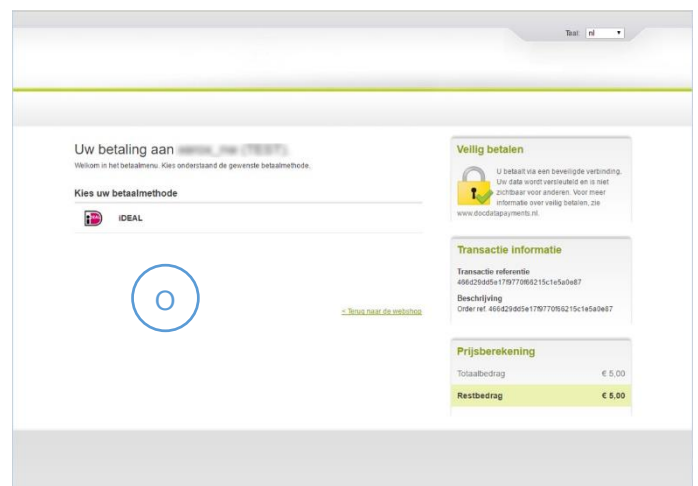 Taal: nl
Uw betaling aan
Welkom in het betaalmenu. Kies onderstaand de gewenste betaalmethode.
Kies uw betaalmethode
iDEAL
O
< Terug naar de webshop
Veilig betalen
U betaalt via een beveiligde verbinding.
Uw data wordt versleuteld en is niet
zichtbaar voor anderen. Voor meer
informatie over veilig betalen, zie
www.docdatapayments.nl.
Transactie informatie
Transactie referentie
Beschrijving
Order ref.
Prijsberekening
Totaalbedrag € 5,00
Restbedrag € 5,00